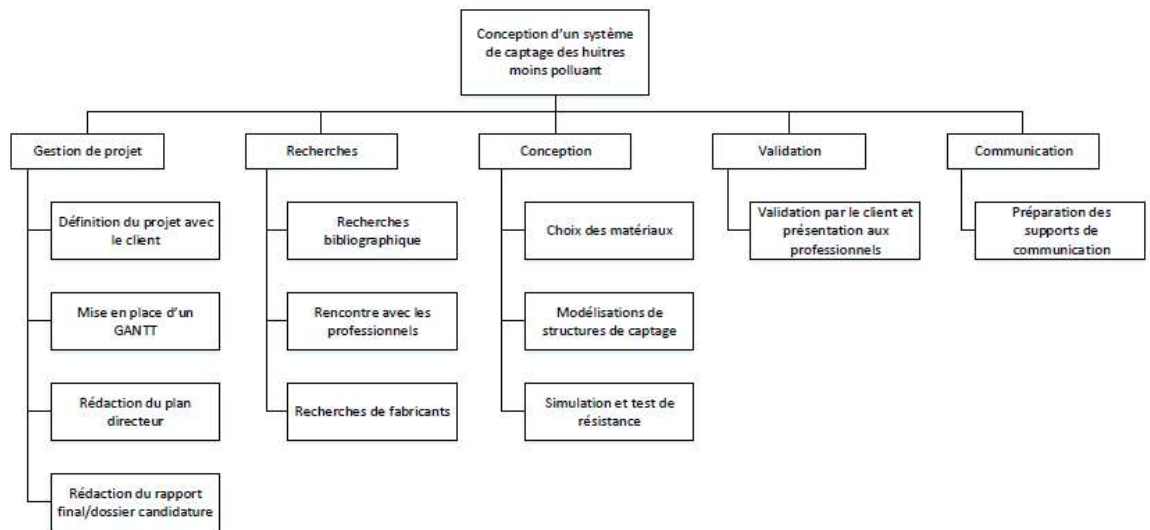 Conception d'un système
de captage des huitres
moins polluant
Gestion de projet
Recherches
Conception
Validation
Communication
Définition du projet avec
le client
Recherches
bibliographique
Choix des matériaux
Validation par le client et
présentation aux
professionnels
Préparation des
supports de
communication
Mise en place d'un
GANTT
Rencontre avec les
professionnels
Modélisations de
structures de captage
Rédaction du plan
directeur
Recherches de fabricants
Simulation et test de
résistance
Rédaction du rapport
final/dossier candidature